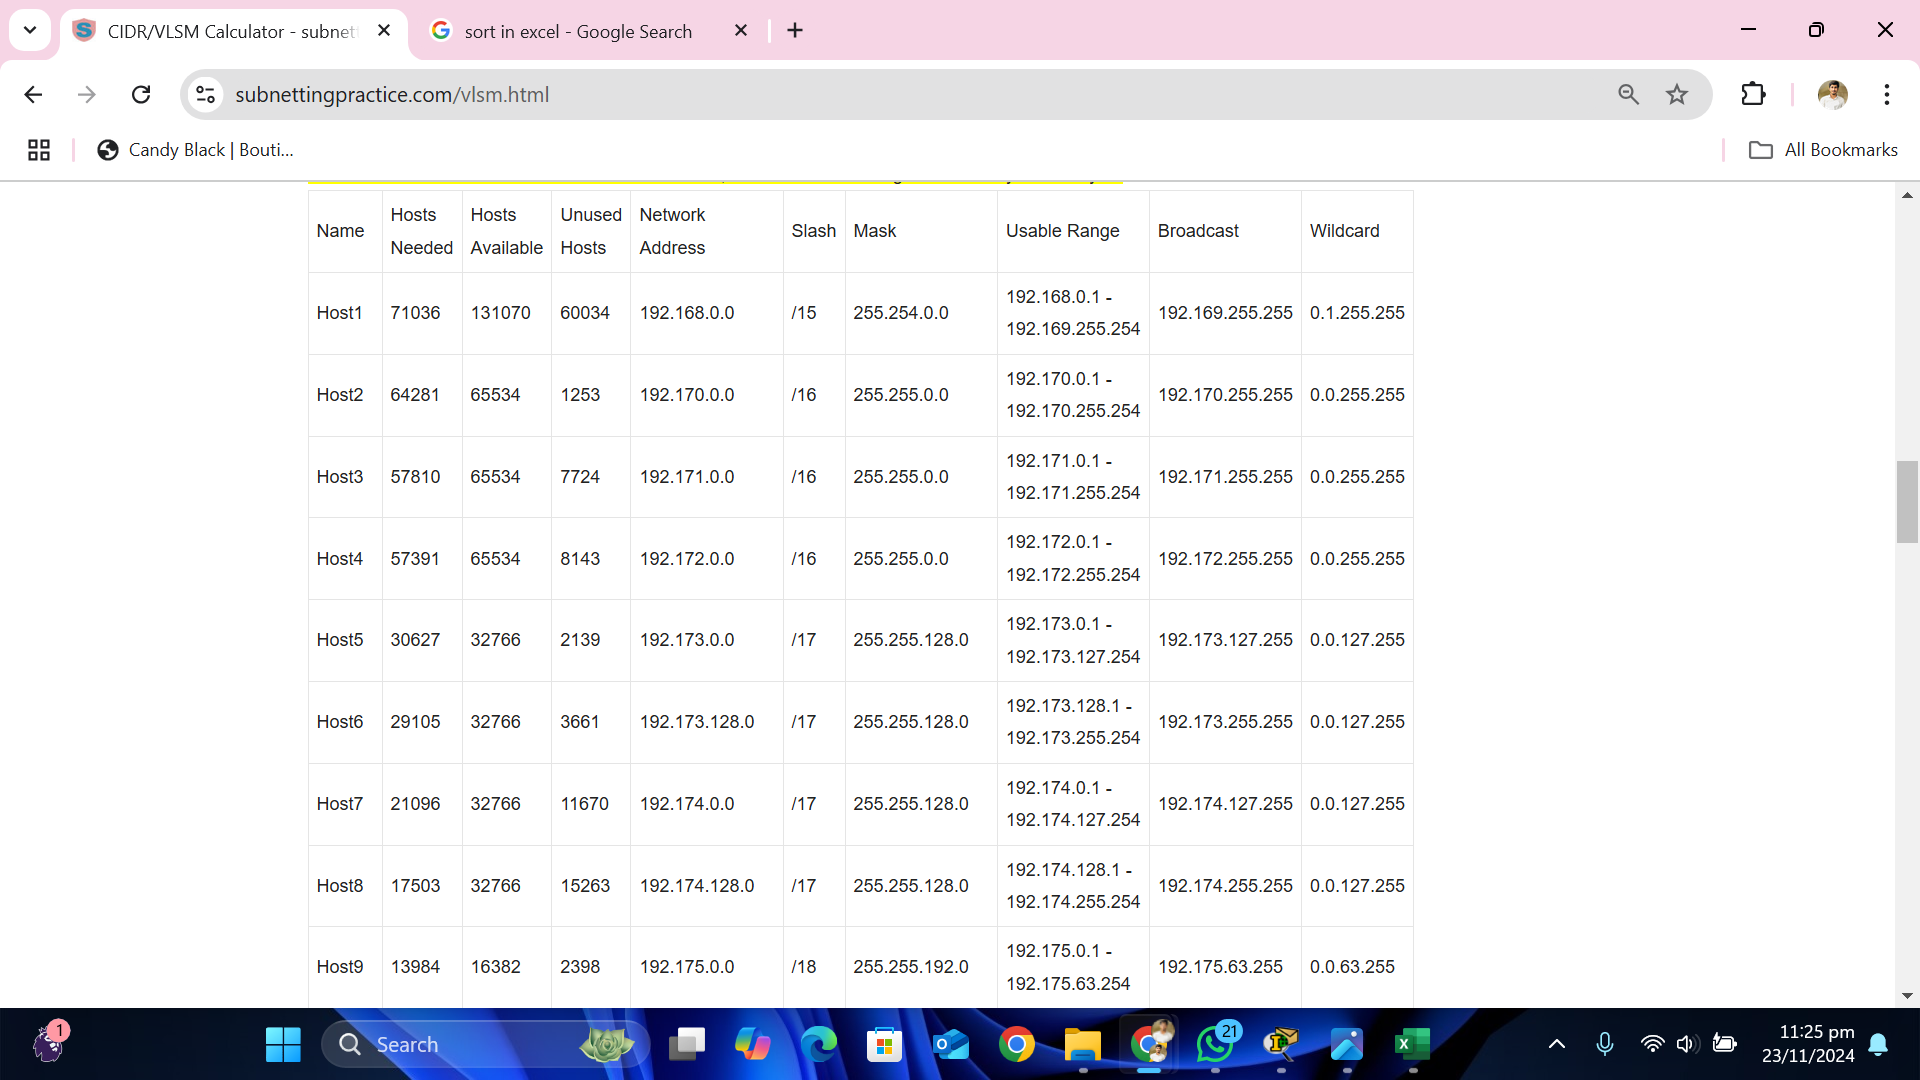 CIDR/VLSM Calculator - subnet
sort in excel - Google Search
subnettingpractice.com/vlsm.html
Candy Black | Bouti...
All Bookmarks
Name Hosts Needed Hosts Available Unused Hosts Network Address Slash Mask Usable Range Broadcast Wildcard
Host1 71036 131070 60034 192.168.0.0 /15 255.254.0.0 192.168.0.1 - 192.169.255.254 192.169.255.255 0.1.255.255
Host2 64281 65534 1253 192.170.0.0 /16 255.255.0.0 192.170.0.1 - 192.170.255.254 192.170.255.255 0.0.255.255
Host3 57810 65534 7724 192.171.0.0 /16 255.255.0.0 192.171.0.1 - 192.171.255.254 192.171.255.255 0.0.255.255
Host4 57391 65534 8143 192.172.0.0 /16 255.255.0.0 192.172.0.1 - 192.172.255.254 192.172.255.255 0.0.255.255
Host5 30627 32766 2139 192.173.0.0 /17 255.255.128.0 192.173.0.1 - 192.173.127.254 192.173.127.255 0.0.127.255
Host6 29105 32766 3661 192.173.128.0 /17 255.255.128.0 192.173.128.1 - 192.173.255.254 192.173.255.255 0.0.127.255
Host7 21096 32766 11670 192.174.0.0 /17 255.255.128.0 192.174.0.1 - 192.174.127.254 192.174.127.255 0.0.127.255
Host8 17503 32766 15263 192.174.128.0 /17 255.255.128.0 192.174.128.1 - 192.174.255.254 192.174.255.255 0.0.127.255
Host9 13984 16382 2398 192.175.0.0 /18 255.255.192.0 192.175.0.1 - 192.175.63.254 192.175.63.255 0.0.63.255
1
Search
21
11:25 pm
23/11/2024